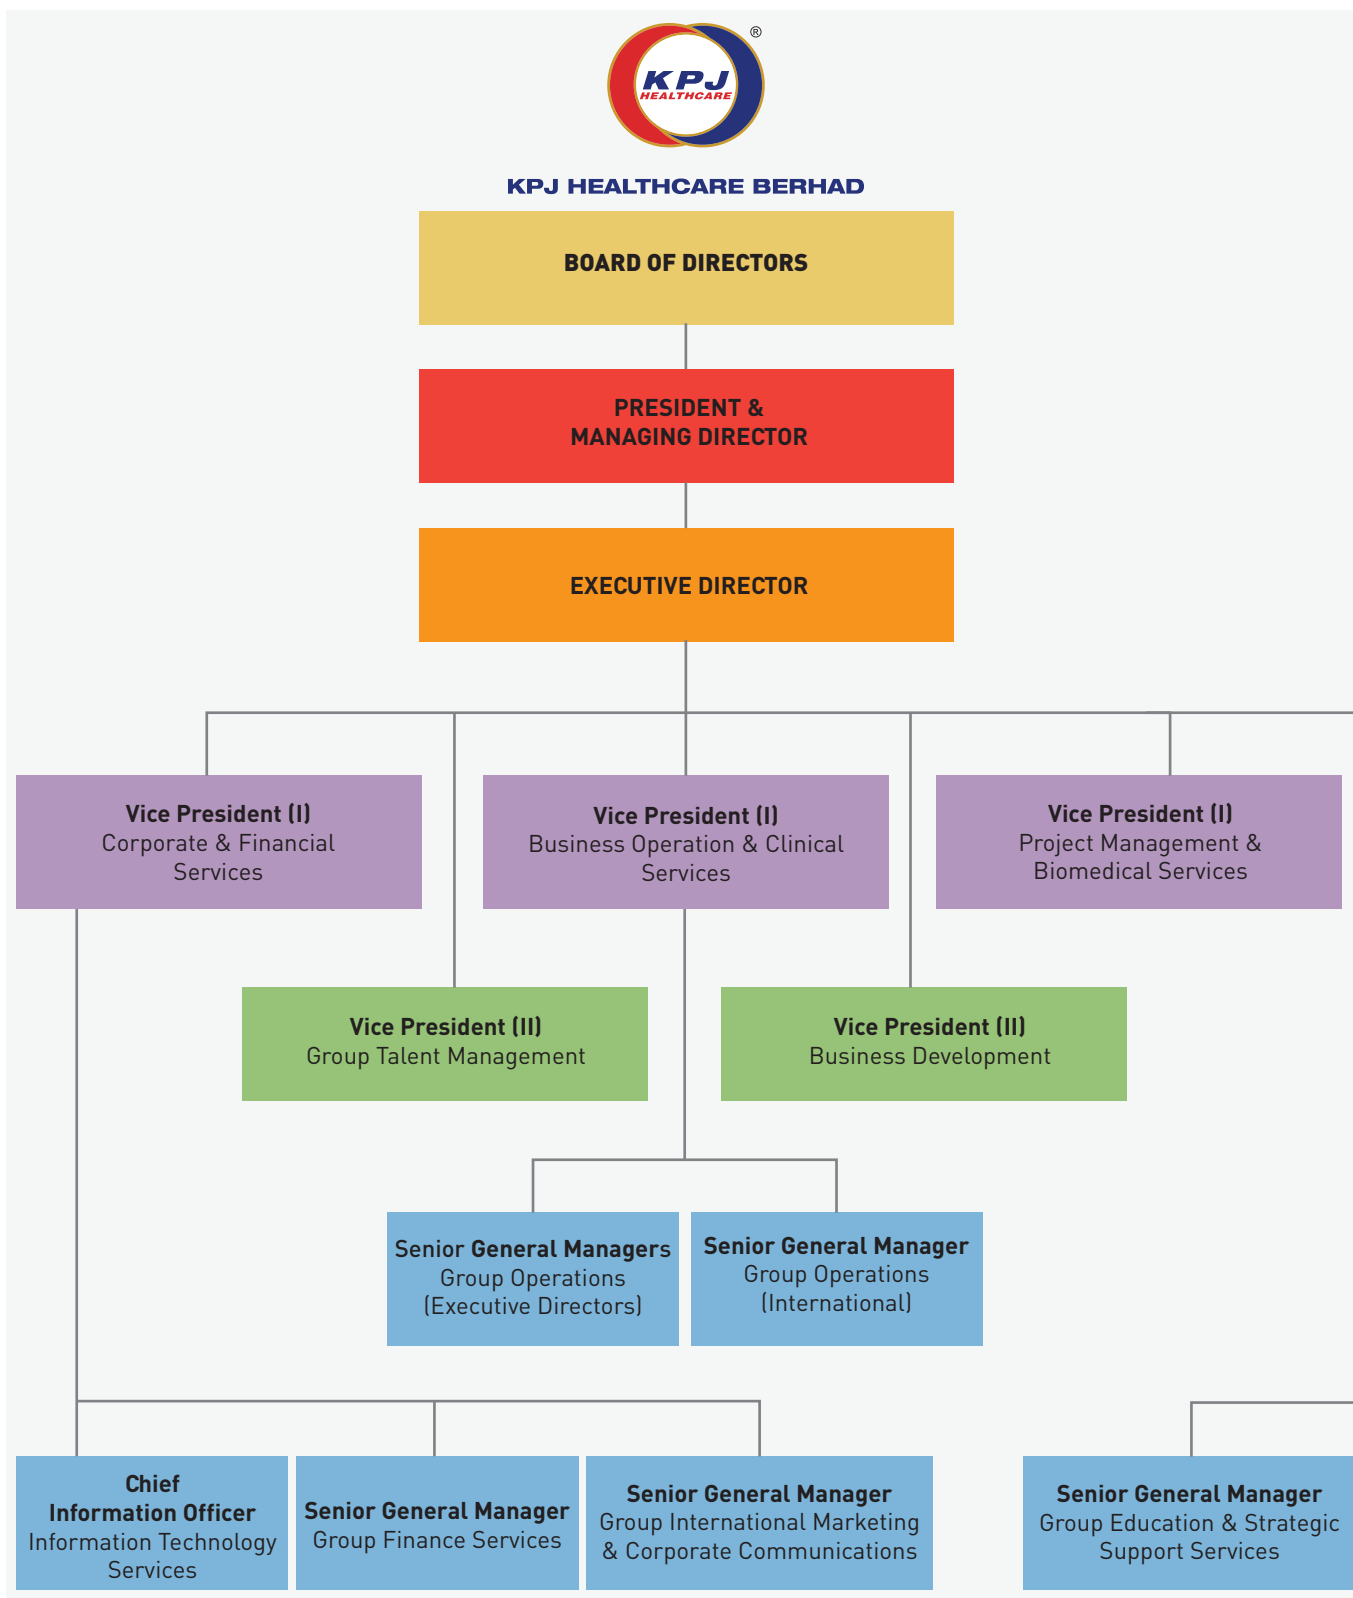 ®
KPJ
HEALTHCARE
KPJ HEALTHCARE BERHAD
BOARD OF DIRECTORS
PRESIDENT &
MANAGING DIRECTOR
EXECUTIVE DIRECTOR
Vice President (I)
Corporate & Financial
Services
Vice President (I)
Business Operation & Clinical
Services
Vice President (I)
Project Management &
Biomedical Services
Vice President (II)
Group Talent Management
Vice President (II)
Business Development
Senior General Managers
Group Operations
(Executive Directors)
Senior General Manager
Group Operations
(International)
Chief
Information Officer
Information Technology
Services
Senior General Manager
Group Finance Services
Senior General Manager
Group International Marketing
& Corporate Communications
Senior General Manager
Group Education & Strategic
Support Services